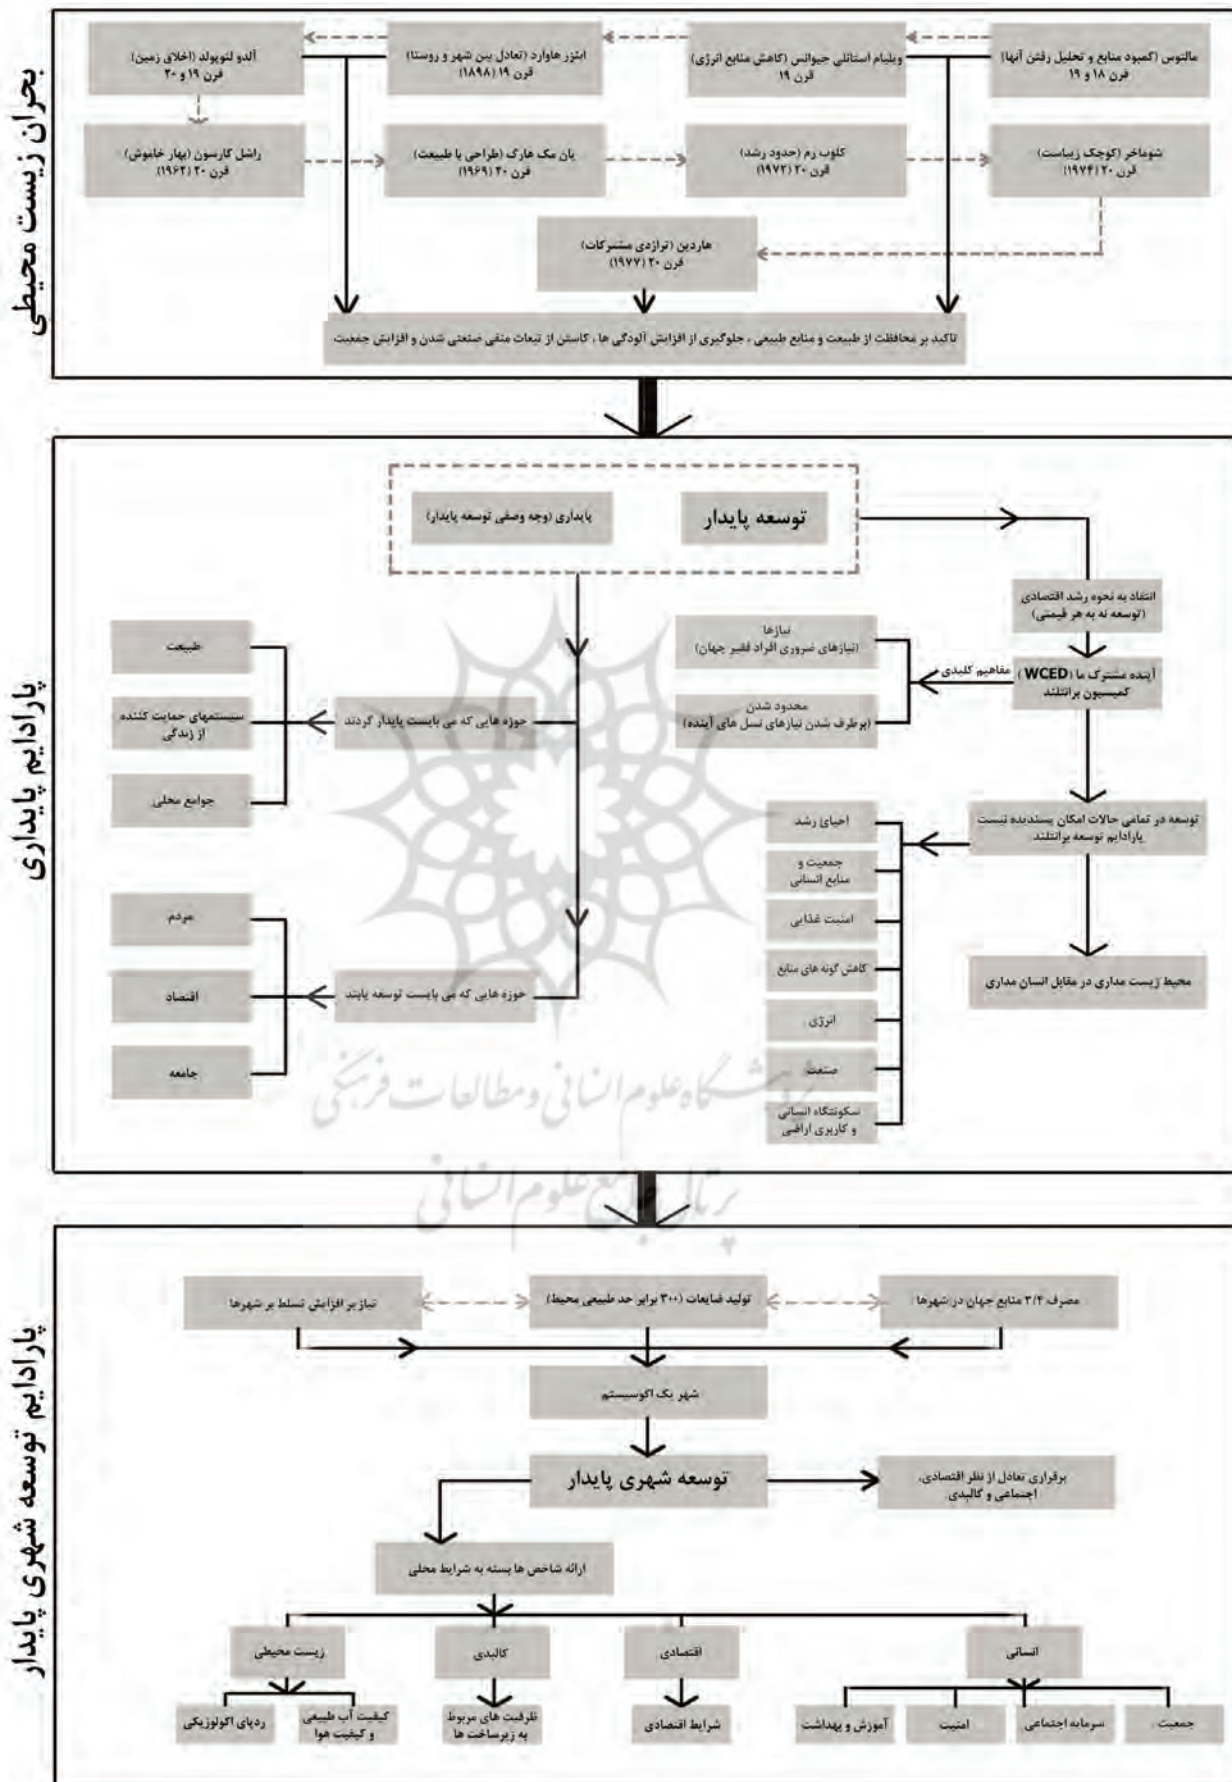 بحران زیست محیطی
مالتوس (کمبود منابع و تحلیل رفتن آنها)
قرن ۱۸ و ۱۹
ویلیام استانلی جیوانس (کاهش منابع انرژی)
قرن ۱۹
ابنزر هاوارد (تعادل بین شهر و روستا)
قرن ۱۹ (۱۸۹۸)
آلدو لئوپولد (اخلاق زمین)
قرن ۱۹ و ۲۰
راشل کارسون (بهار خاموش)
قرن ۲۰ (۱۹۶۲)
یان مک هارگ (طراحی با طبیعت)
قرن ۲۰ (۱۹۶۹)
کلوب رم (حدود رشد)
قرن ۲۰ (۱۹۷۲)
شوماخر (کوچک زیباست)
قرن ۲۰ (۱۹۷۴)
هاردین (تراژدی مشترکات)
قرن ۲۰ (۱۹۷۷)
تاکید بر محافظت از طبیعت و منابع طبیعی ، جلوگیری از افزایش آلودگی ها ، کاستن از تبعات منفی صنعتی شدن و افزایش جمعیت
پارادایم پایداری
توسعه پایدار
پایداری (وجه وصفی توسعه پایدار)
انتقاد به نحوه رشد اقتصادی
(توسعه نه به هر قیمتی)
آینده مشترک ما (WCED)
کمیسیون برانتلند
مفاهیم کلیدی
نیازها
(نیازهای ضروری افراد فقیر جهان)
محدود شدن
(برطرف شدن نیازهای نسل های آینده)
توسعه در تمامی حالات امکان پسندیده نیست
پارادایم توسعه برانتلند
احیائ رشد
جمعیت و
منابع انسانی
امنیت غذایی
کاهش گونه های منابع
انرژی
صنعت
سکونتگاه انسانی
و کاربری اراضی
محیط زیست مداری در مقابل انسان مداری
حوزه هایی که می بایست پایدار گردند
طبیعت
سیستمهای حمایت کننده
از زندگی
جوامع محلی
حوزه هایی که می بایست توسعه یابند
مردم
اقتصاد
جامعه
پژوهشگاه علوم انسانی و مطالعات فرهنگی
پرتال جامع علوم انسانی
پارادایم توسعه شهری پایدار
مصرف ۳/۴ منابع جهان در شهرها
تولید ضایعات (۳۰۰ برابر حد طبیعی محیط)
نیاز بر افزایش تسلط بر شهرها
شهر یک اکوسیستم
توسعه شهری پایدار
برقراری تعادل از نظر اقتصادی،
اجتماعی و کالبدی
ارائه شاخص ها بسته به شرایط محلی
انسانی
اقتصادی
کالبدی
زیست محیطی
جمعیت
سرمایه اجتماعی
امنیت
آموزش و بهداشت
شرایط اقتصادی
ظرفیت های مربوط
به زیرساخت ها
کیفیت آب طبیعی
و کیفیت هوا
ردپای اکولوژیکی